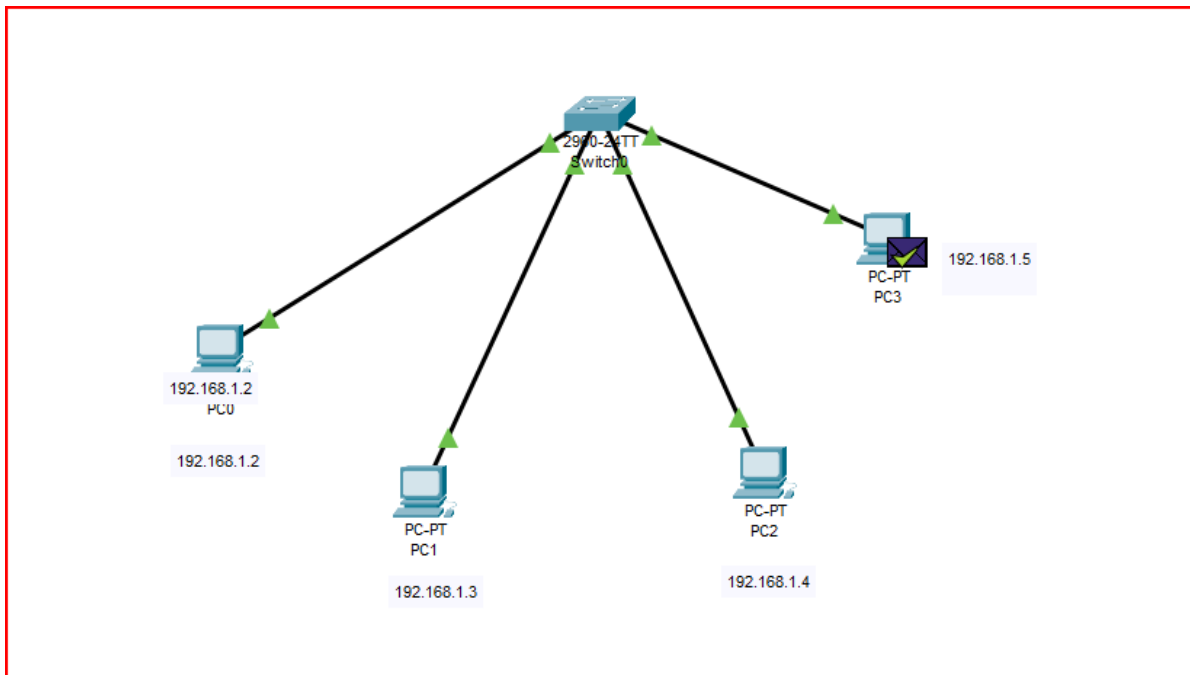 2960-24TT
Switch0
192.168.1.5
PC-PT
PC3
192.168.1.2
PC0
192.168.1.2
PC-PT
PC1
192.168.1.3
PC-PT
PC2
192.168.1.4